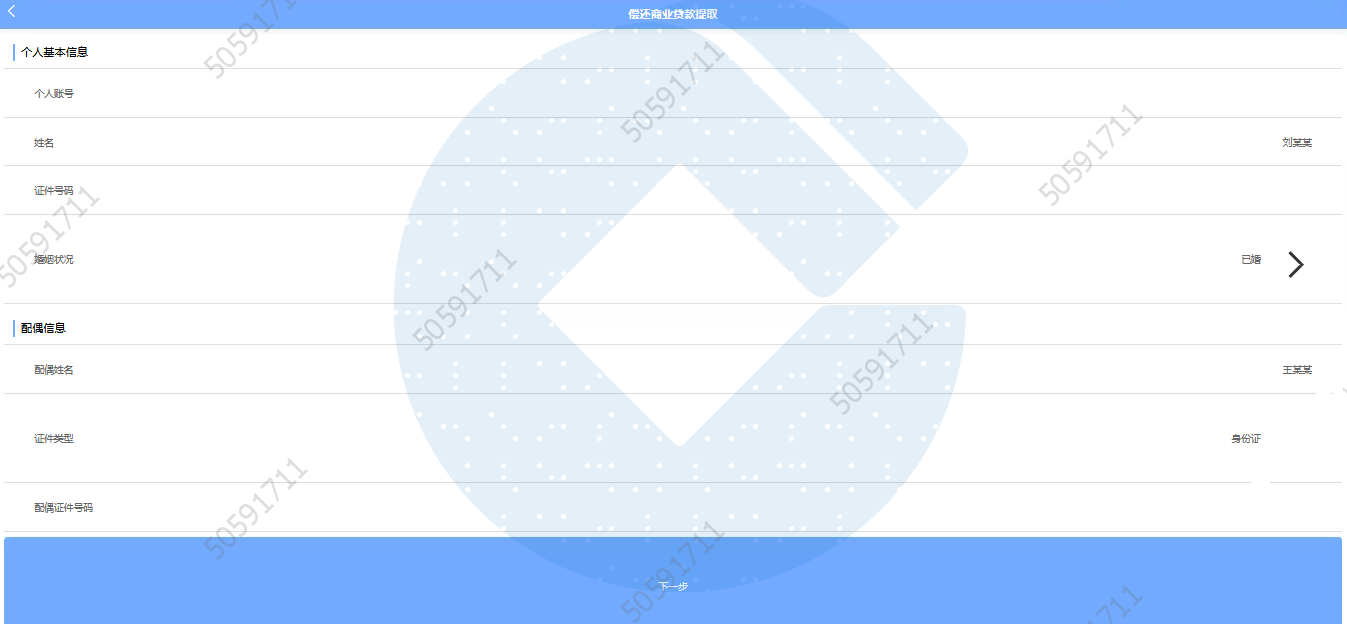 偿还商业贷款提取
个人基本信息
个人账号
姓名 刘某某
证件号码
婚姻状况 已婚
配偶信息
配偶姓名 王某某
证件类型 身份证
配偶证件号码
下一步
50591711
50591711
50591711
50591711
50591711
50591711
50591711
50591711
50591711